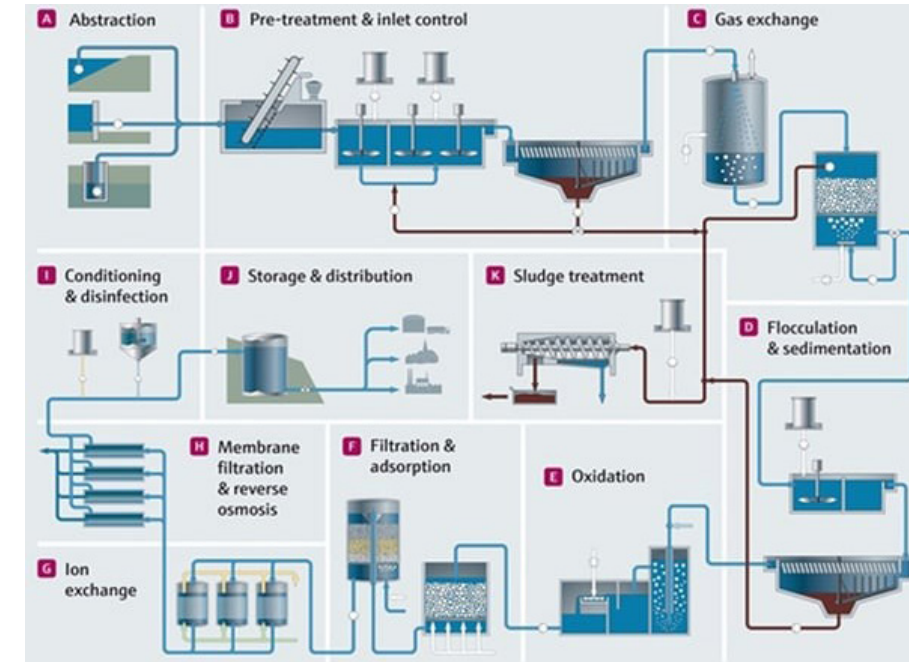 A Abstraction
B Pre-treatment & inlet control
C Gas exchange
D Flocculation
& sedimentation
E Oxidation
F Filtration &
adsorption
G Ion
exchange
H Membrane
filtration
& reverse
osmosis
I Conditioning
& disinfection
J Storage & distribution
K Sludge treatment